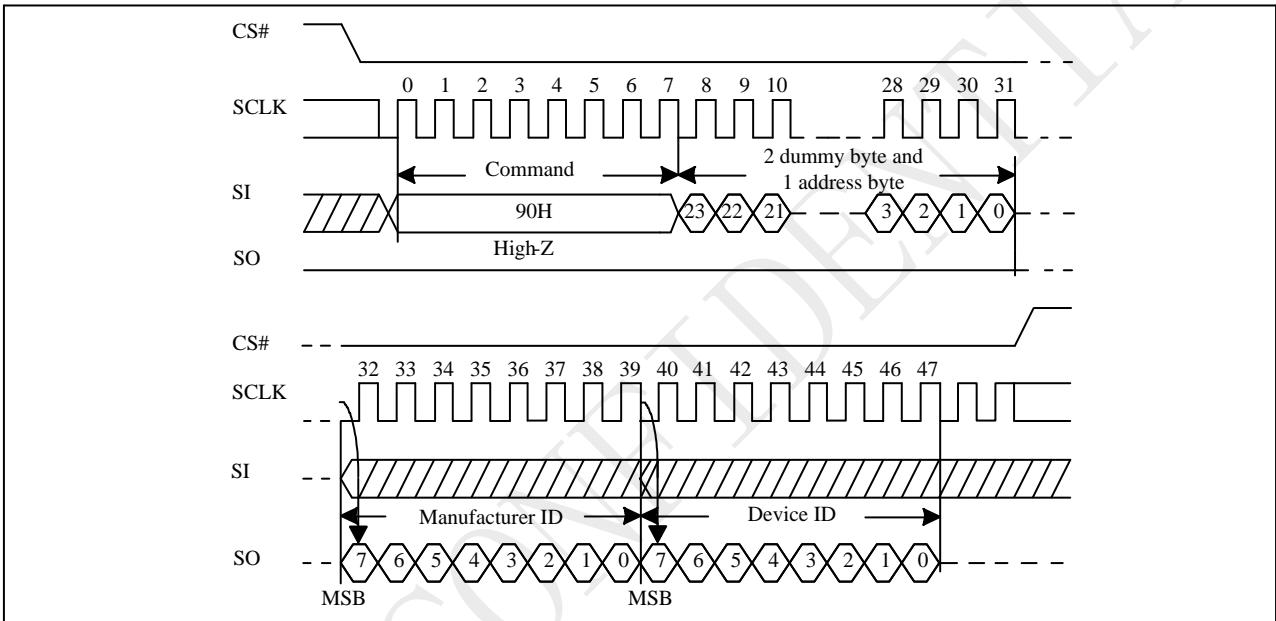 CS#
0 1 2 3 4 5 6 7 8 9 10 28 29 30 31
SCLK
Command
2 dummy byte and
1 address byte
SI
90H
23 22 21 3 2 1 0
High-Z
SO
CS#
32 33 34 35 36 37 38 39 40 41 42 43 44 45 46 47
SCLK
SI
Manufacturer ID
Device ID
SO
7 6 5 4 3 2 1 0 7 6 5 4 3 2 1 0
MSB
MSB
CONFIDENTIA